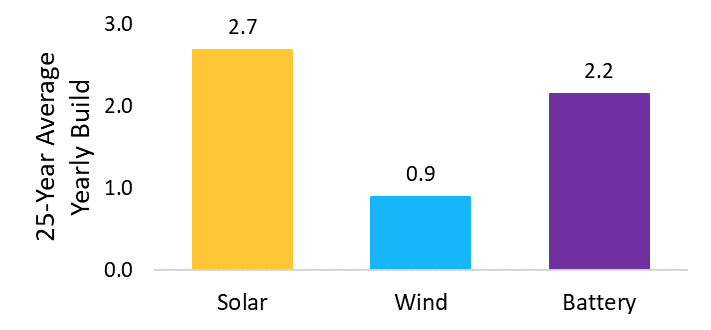 25-Year Average
Yearly Build
3.0
2.0
1.0
0.0
2.7
0.9
2.2
Solar
Wind
Battery